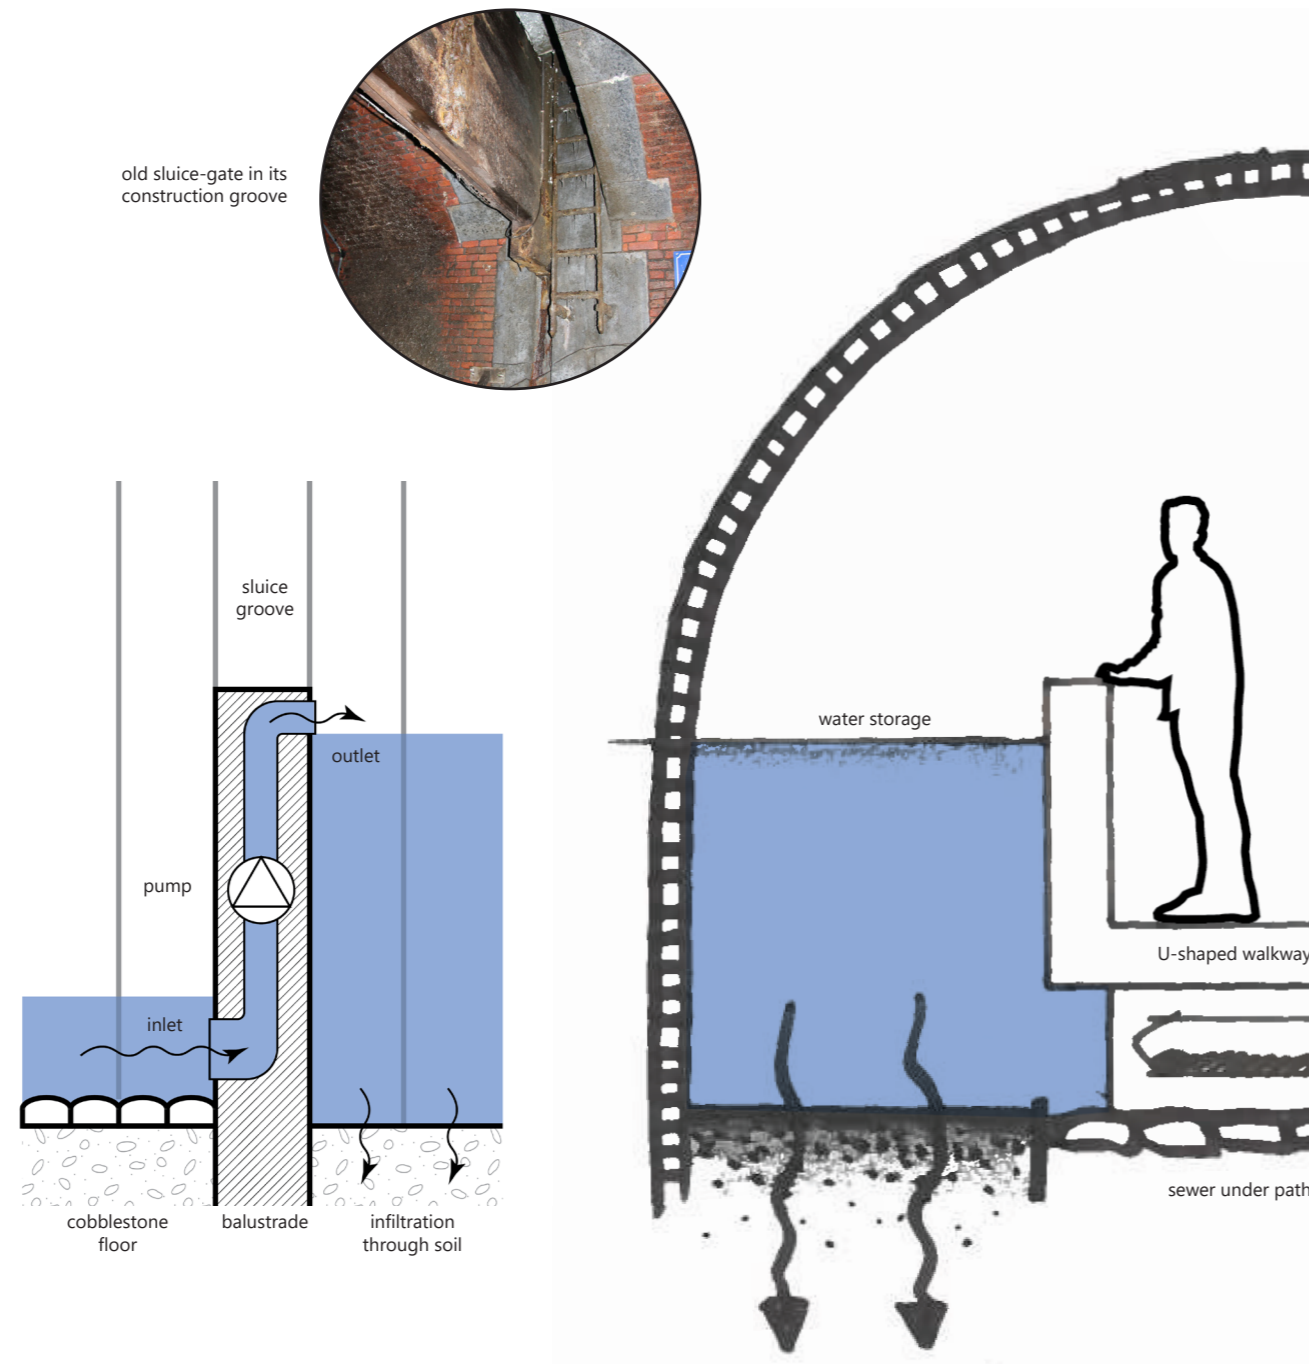 old sluice-gate in its
construction groove
sluice
groove
outlet
pump
inlet
cobblestone
floor
balustrade
infiltration
through soil
water storage
U-shaped walkway
sewer under path